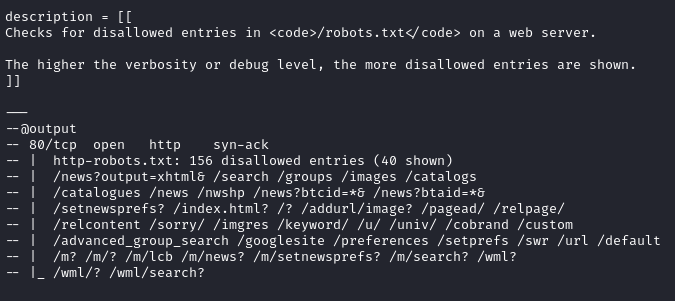 description = [[
Checks for disallowed entries in <code>/robots.txt</code> on a web server.
The higher the verbosity or debug level, the more disallowed entries are shown.
]]
---
--@output
-- 80/tcp  open   http    syn-ack
-- |  http-robots.txt: 156 disallowed entries (40 shown)
-- |  /news?output=xhtml& /search /groups /images /catalogs
-- |  /catalogues /news /nwshp /news?btcid=*& /news?btaid=*&
-- |  /setnewsprefs? /index.html? /? /addurl/image? /pagead/ /relpage/
-- |  /relcontent /sorry/ /imgres /keyword/ /u/ /univ/ /cobrand /custom
-- |  /advanced_group_search /googlesite /preferences /setprefs /swr /url /default
-- |  /m? /m/? /m/lcb /m/news? /m/setnewsprefs? /m/search? /wml?
-- |_ /wml/? /wml/search?